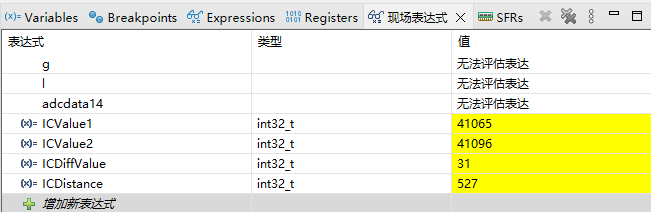 Variables Breakpoints Expressions Registers 现场表达式 SFRs
表达式 类型 值
g 无法评估表达
l 无法评估表达
adcdata14 无法评估表达
(x)= ICValue1 int32_t 41065
(x)= ICValue2 int32_t 41096
(x)= ICDiffValue int32_t 31
(x)= ICDistance int32_t 527
增加新表达式